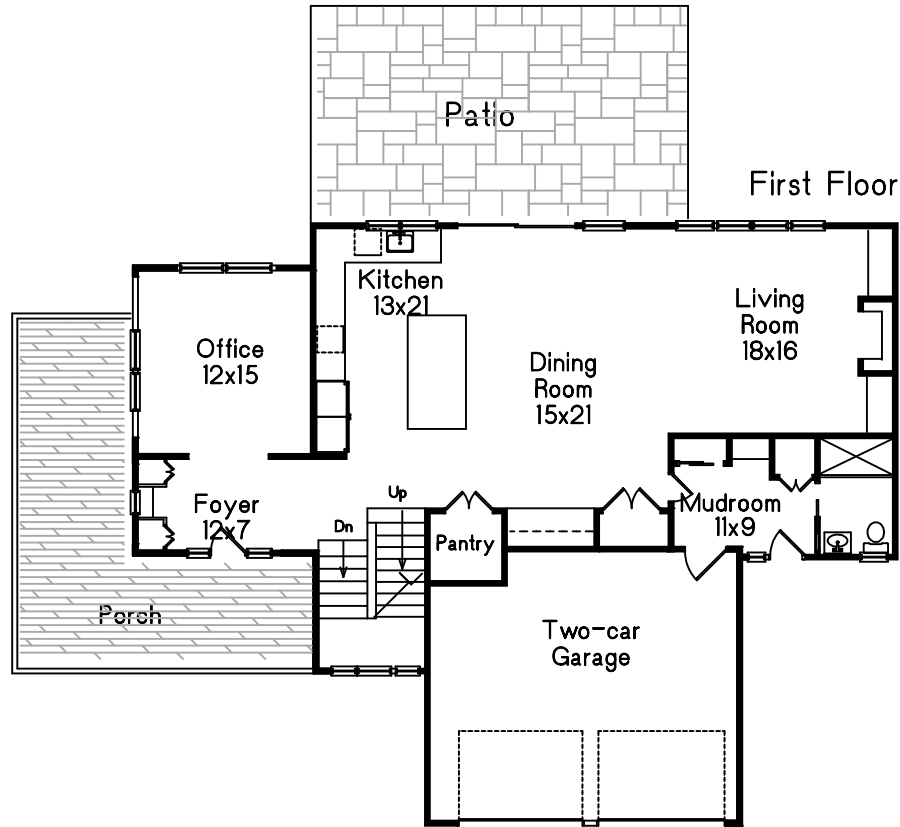 Patio
First Floor
Kitchen
13x21
Living
Room
18x16
Office
12x15
Dining
Room
15x21
Foyer
12x7
Up
Dn
Mudroom
11x9
Pantry
Porch
Two-car
Garage